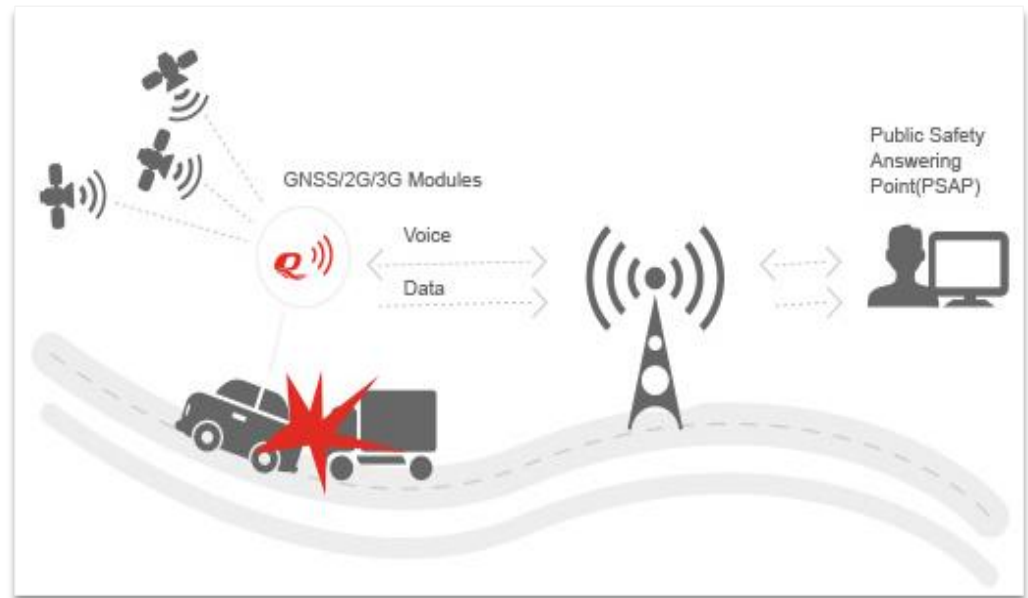 Public Safety
Answering
Point(PSAP)
GNSS/2G/3G Modules
Voice
Data